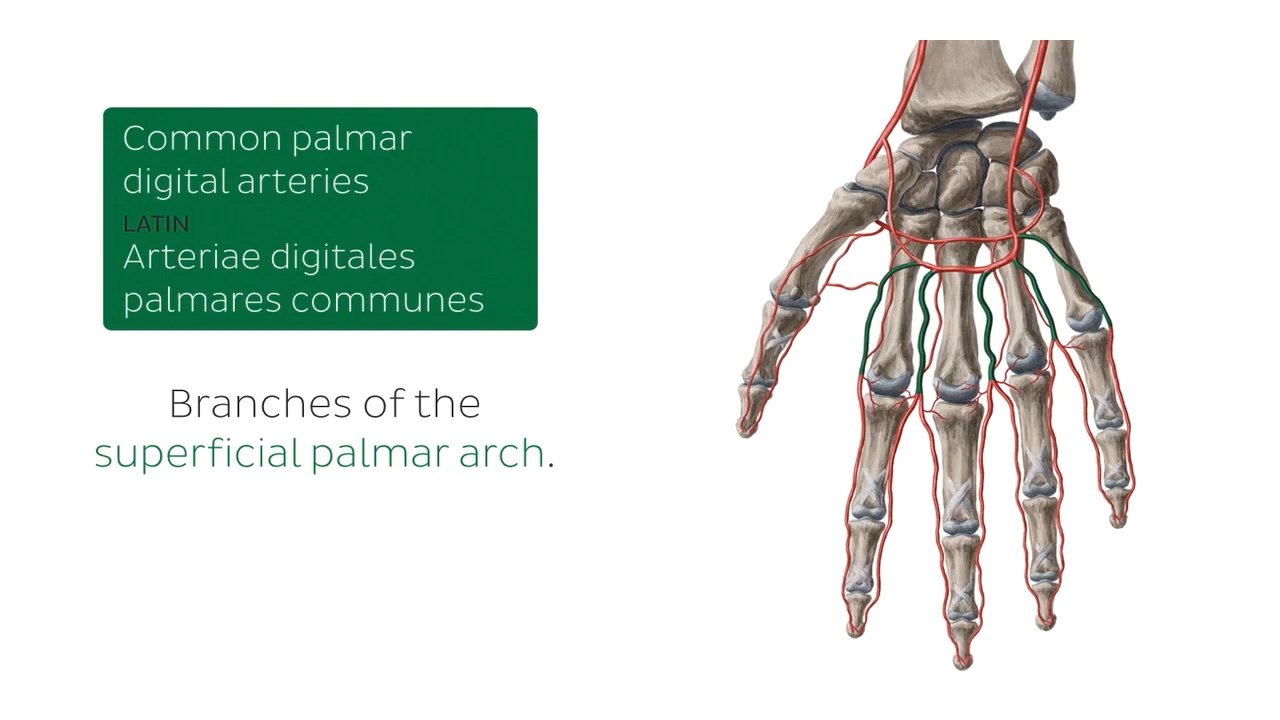 Common palmar
digital arteries
LATIN
Arteriae digitales
palmares communes
Branches of the
superficial palmar arch.